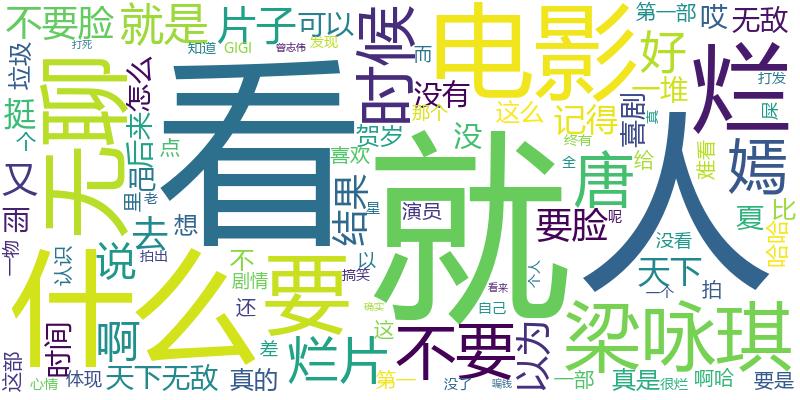 不要脸 就是 片子 可以 时候 电影 第一部 哎 无敌
打死 知道 GIGI 曾志伟 发现 而 好 一堆 烂
垃圾 无聊 怎么 看 没有 那个 这么 记得 喜剧 真 打发 屎
挺 个 后来 点 贺岁 没 终有 人 难看
又 里 邑 老 喜欢 就 唐 全 给 嫣
雨 去 想 结果 星 演员 要脸 呢 夏 比
一物 什么 说 拍出 不 要 以 没看 天下 哈哈
认识 剧情 搞笑 看来 个人 一个 拍
这部 时间 啊 还 这 确实 不要 自己 以为 梁咏琪
差 烂片
心情 体现 天下无敌 真的 第一 没了 骗钱 一部 真是 很烂 啊哈 要是